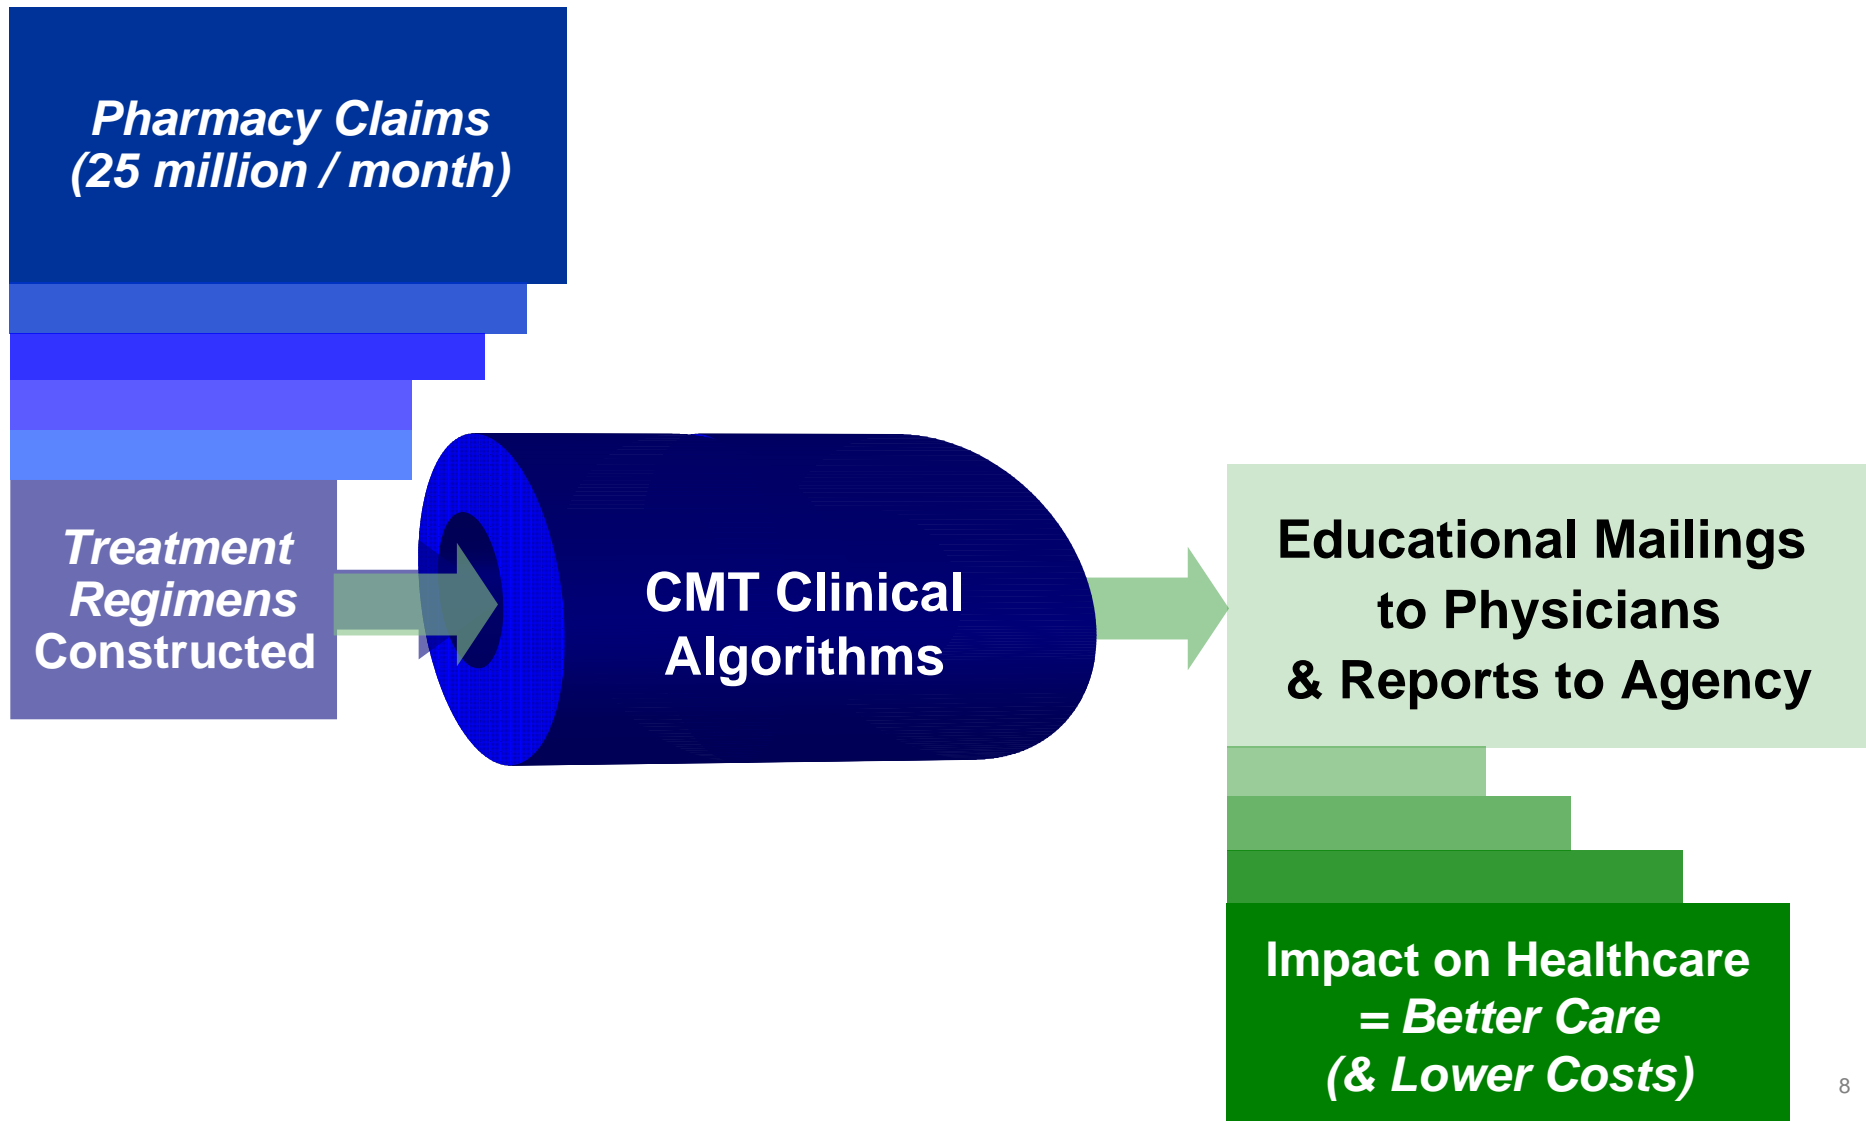 Pharmacy Claims
(25 million / month)
Treatment
Regimens
Constructed
CMT Clinical
Algorithms
Educational Mailings
to Physicians
& Reports to Agency
Impact on Healthcare
= Better Care
(& Lower Costs)
8